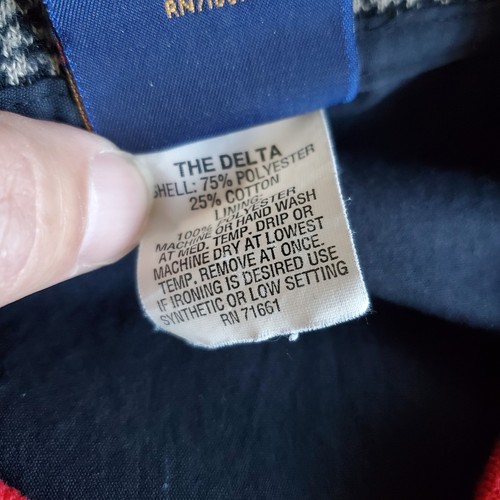 THE DELTA
SHELL: 75% POLYESTER
25% COTTON
LINING
100% POLYESTER
MACHINE OR HAND WASH
AT MED. TEMP. DRIP OR
MACHINE DRY AT LOWEST
TEMP. REMOVE AT ONCE.
IF IRONING IS DESIRED USE
SYNTHETIC OR LOW SETTING
RN 71661